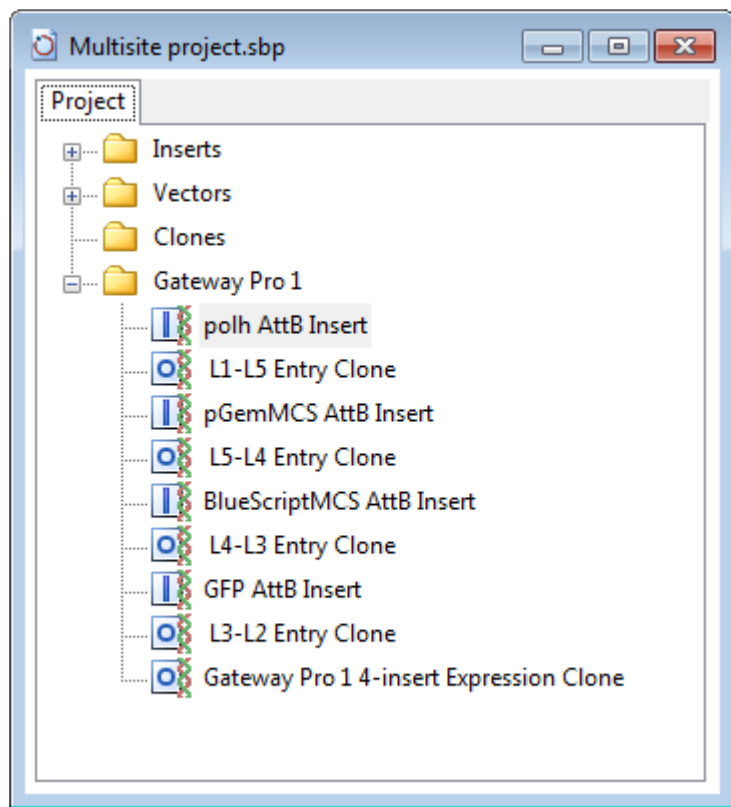 Multisite project.sbp
Project
Inserts
Vectors
Clones
Gateway Pro 1
polh AttB Insert
L1-L5 Entry Clone
pGemMCS AttB Insert
L5-L4 Entry Clone
BlueScriptMCS AttB Insert
L4-L3 Entry Clone
GFP AttB Insert
L3-L2 Entry Clone
Gateway Pro 1 4-insert Expression Clone